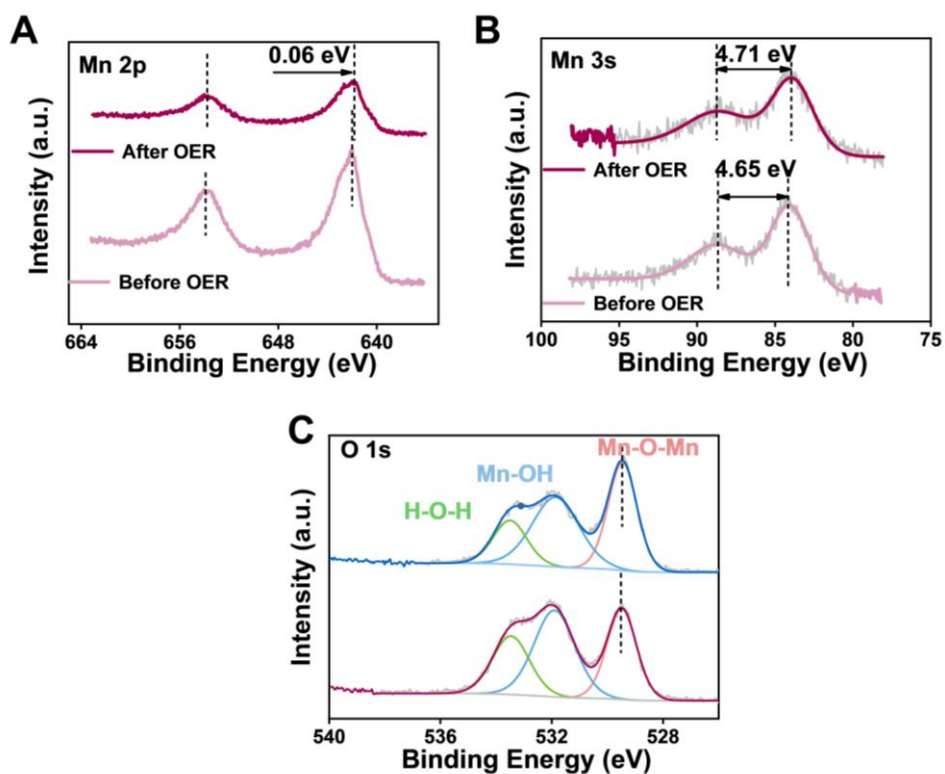 A
Mn 2p
0.06 eV
After OER
Before OER
Intensity (a.u.)
664 656 648 640
Binding Energy (eV)
B
Mn 3s
4.71 eV
After OER
4.65 eV
Before OER
Intensity (a.u.)
100 95 90 85 80 75
Binding Energy (eV)
C
O 1s
Mn-O-Mn
Mn-OH
H-O-H
Intensity (a.u.)
540 536 532 528
Binding Energy (eV)